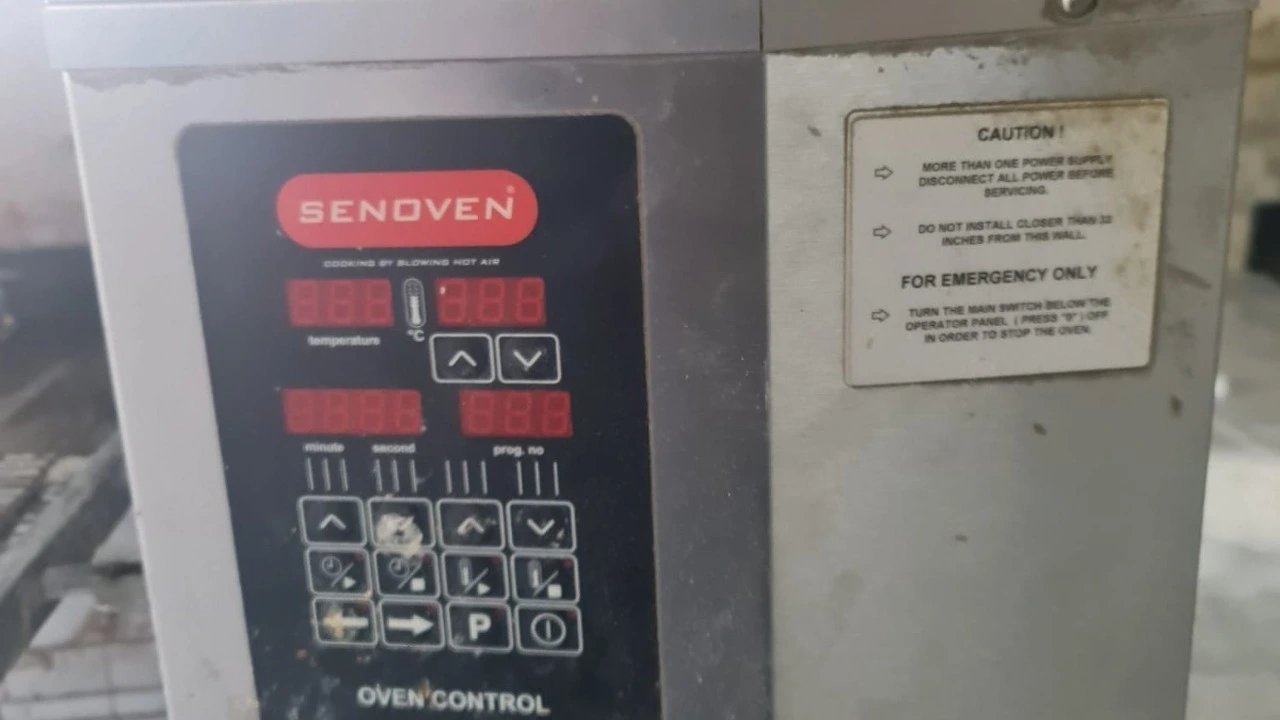 SENOVEN®
COOKING BY BLOWING HOT AIR
temperature
°C
minute second
prog. no
P
OVEN CONTROL
CAUTION !
MORE THAN ONE POWER SUPPLY
DISCONNECT ALL POWER BEFORE
SERVICING.
DO NOT INSTALL CLOSER THAN
INCHES FROM THIS WALL.
FOR EMERGENCY ONLY
TURN THE MAIN SWITCH BELOW THE
OPERATOR PANEL ( PRESS "0" ) OFF
IN ORDER TO STOP THE OVEN.